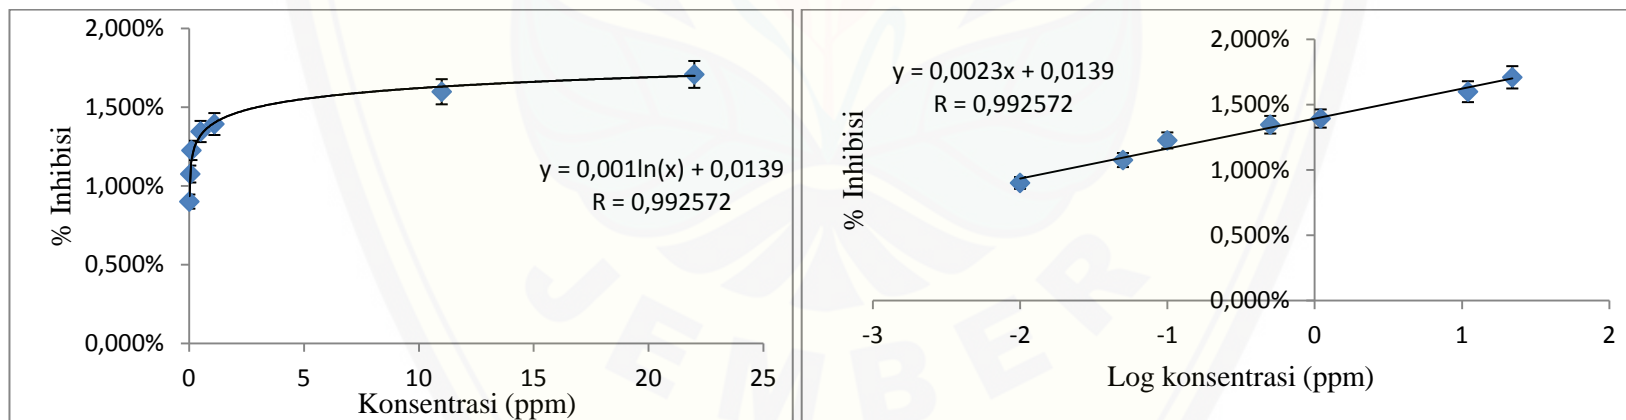 2,000%
1,500%
1,000%
0,500%
0,000%
% Inhibisi
y = 0,001ln(x) + 0,0139
R = 0,992572
0 5 10 15 20 25
Konsentrasi (ppm)
y = 0,0023x + 0,0139
R = 0,992572
% Inhibisi
2,000%
1,500%
1,000%
0,500%
0,000%
-3 -2 -1 0 1 2
Log konsentrasi (ppm)
JEMBER